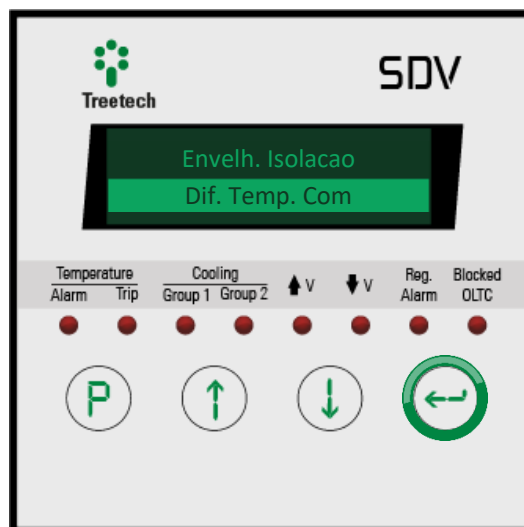 Treetech
SDV
Envelh. Isolacao
Dif. Temp. Com
Temperature
Alarm Trip
Cooling
Group 1 Group 2
V
V
Reg.
Alarm
Blocked
OLTC
P